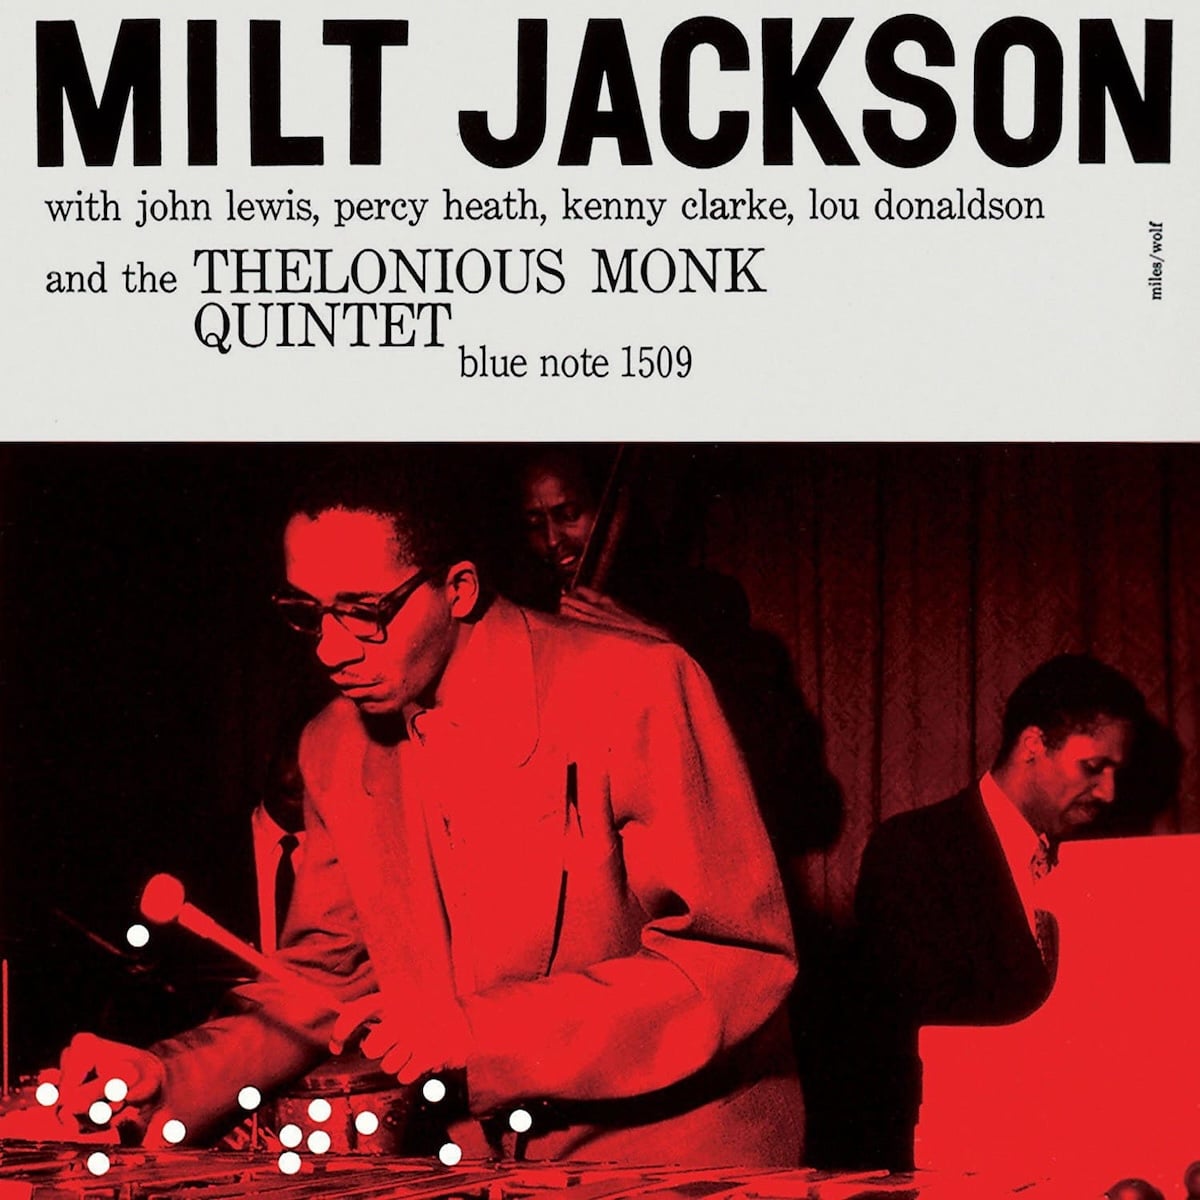 MILT JACKSON
with john lewis, percy heath, kenny clarke, lou donaldson
and the THELONIOUS MONK
QUINTET
blue note 1509
miles/wolf